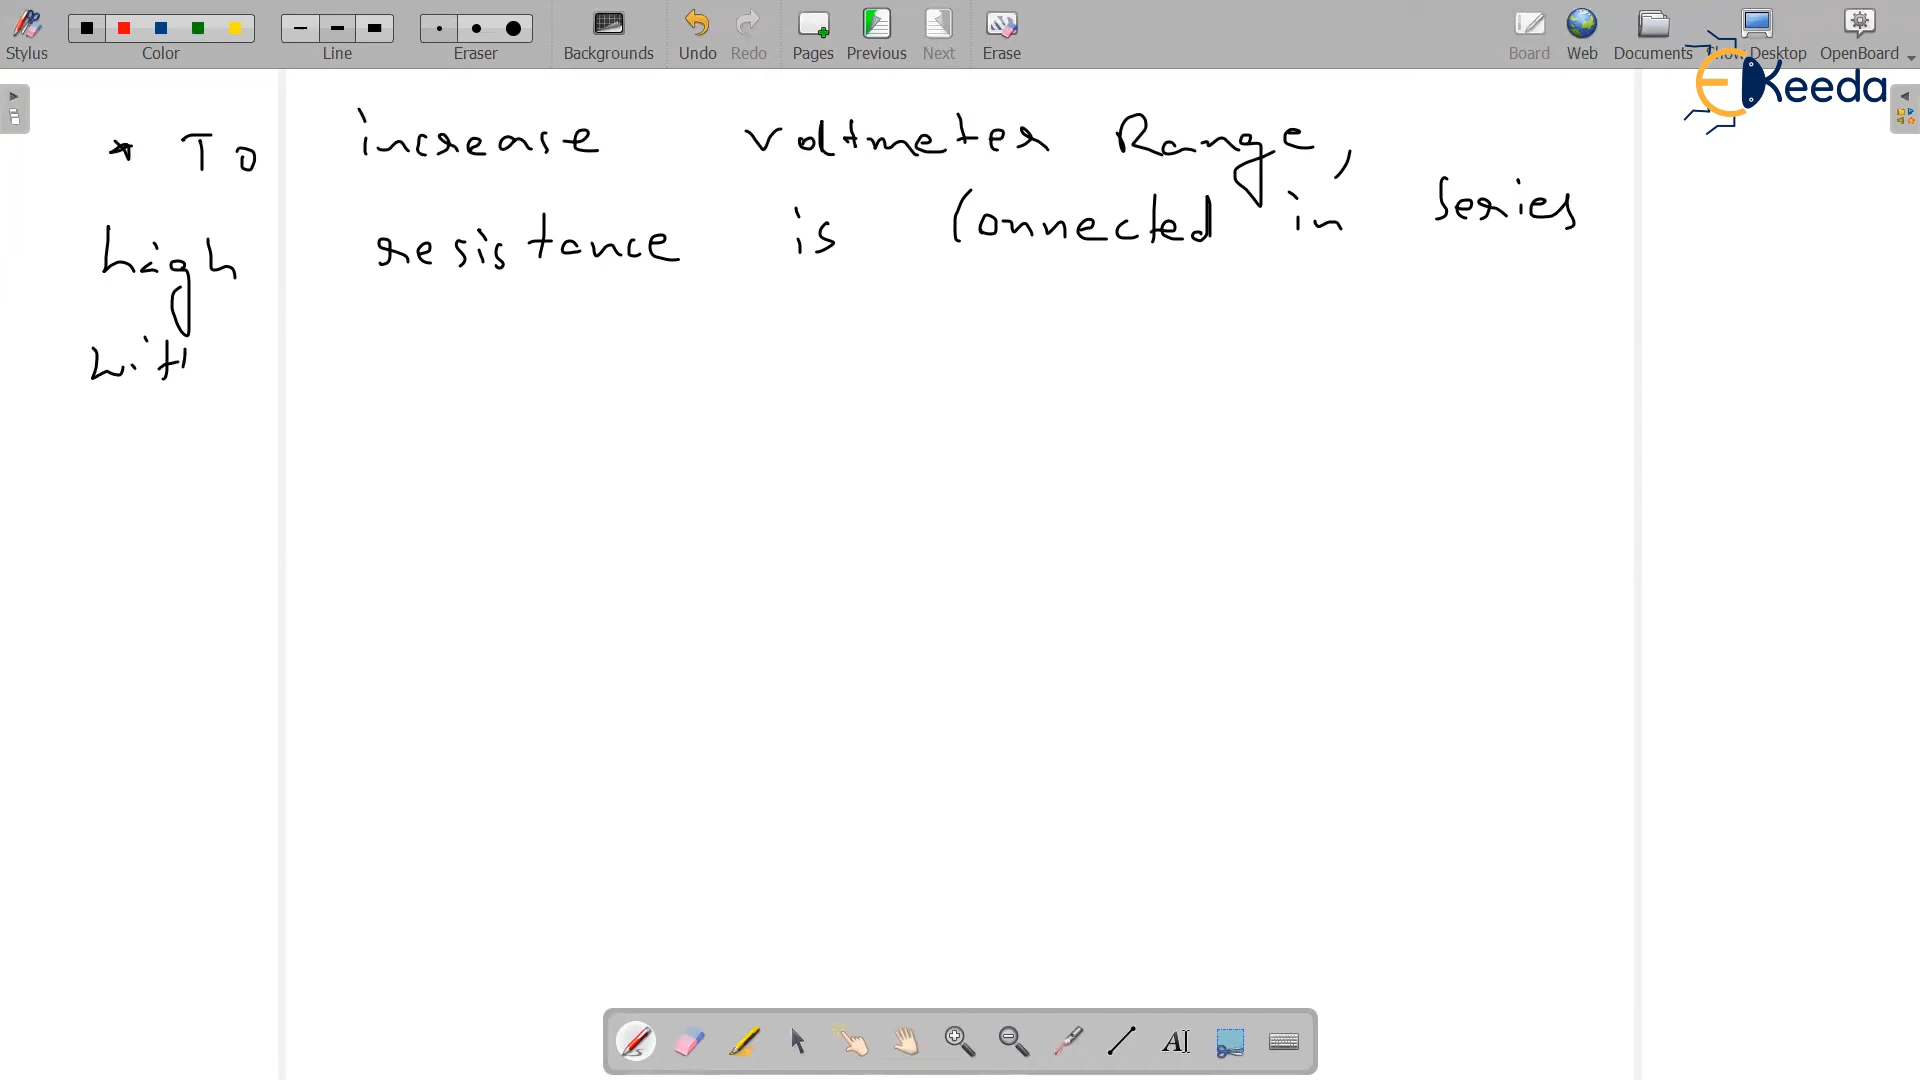 Stylus Color Line Eraser Backgrounds Undo Redo Pages Previous Next Erase Board Web Documents Show Desktop OpenBoard
EKeeda
* To increase voltmeter Range,
high resistance is Connected in series
with